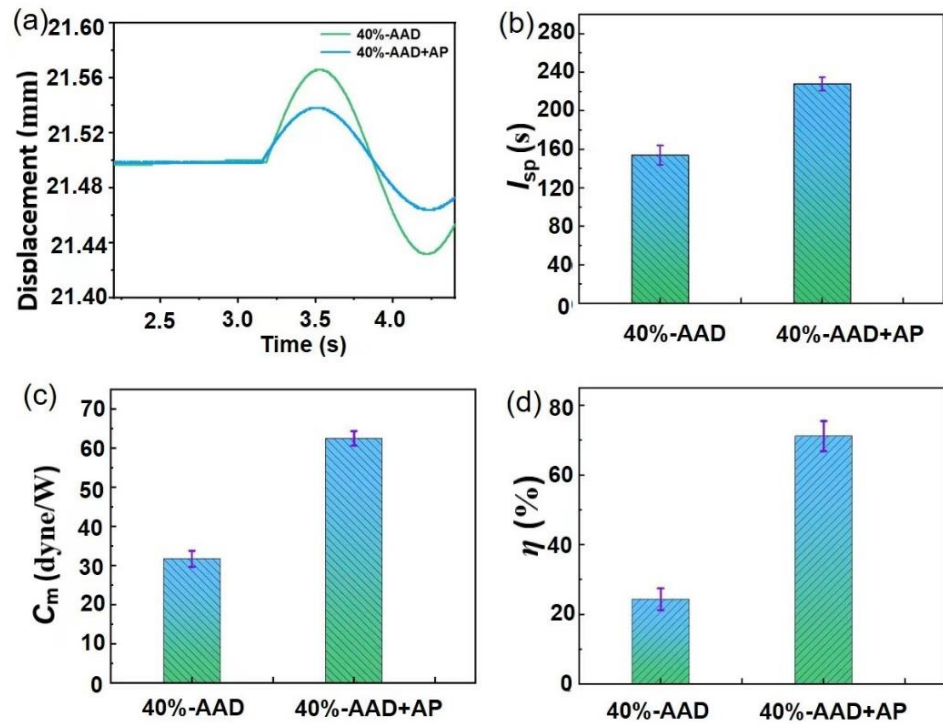 (a)
21.60
21.56
21.52
21.48
21.44
21.40
Displacement (mm)
40%-AAD
40%-AAD+AP
2.5
3.0
3.5
4.0
Time (s)
(b)
280
240
200
160
120
80
40
0
Isp (s)
40%-AAD
40%-AAD+AP
(c)
70
60
50
40
30
20
10
0
Cm (dyne/W)
40%-AAD
40%-AAD+AP
(d)
80
60
40
20
0
η (%)
40%-AAD
40%-AAD+AP